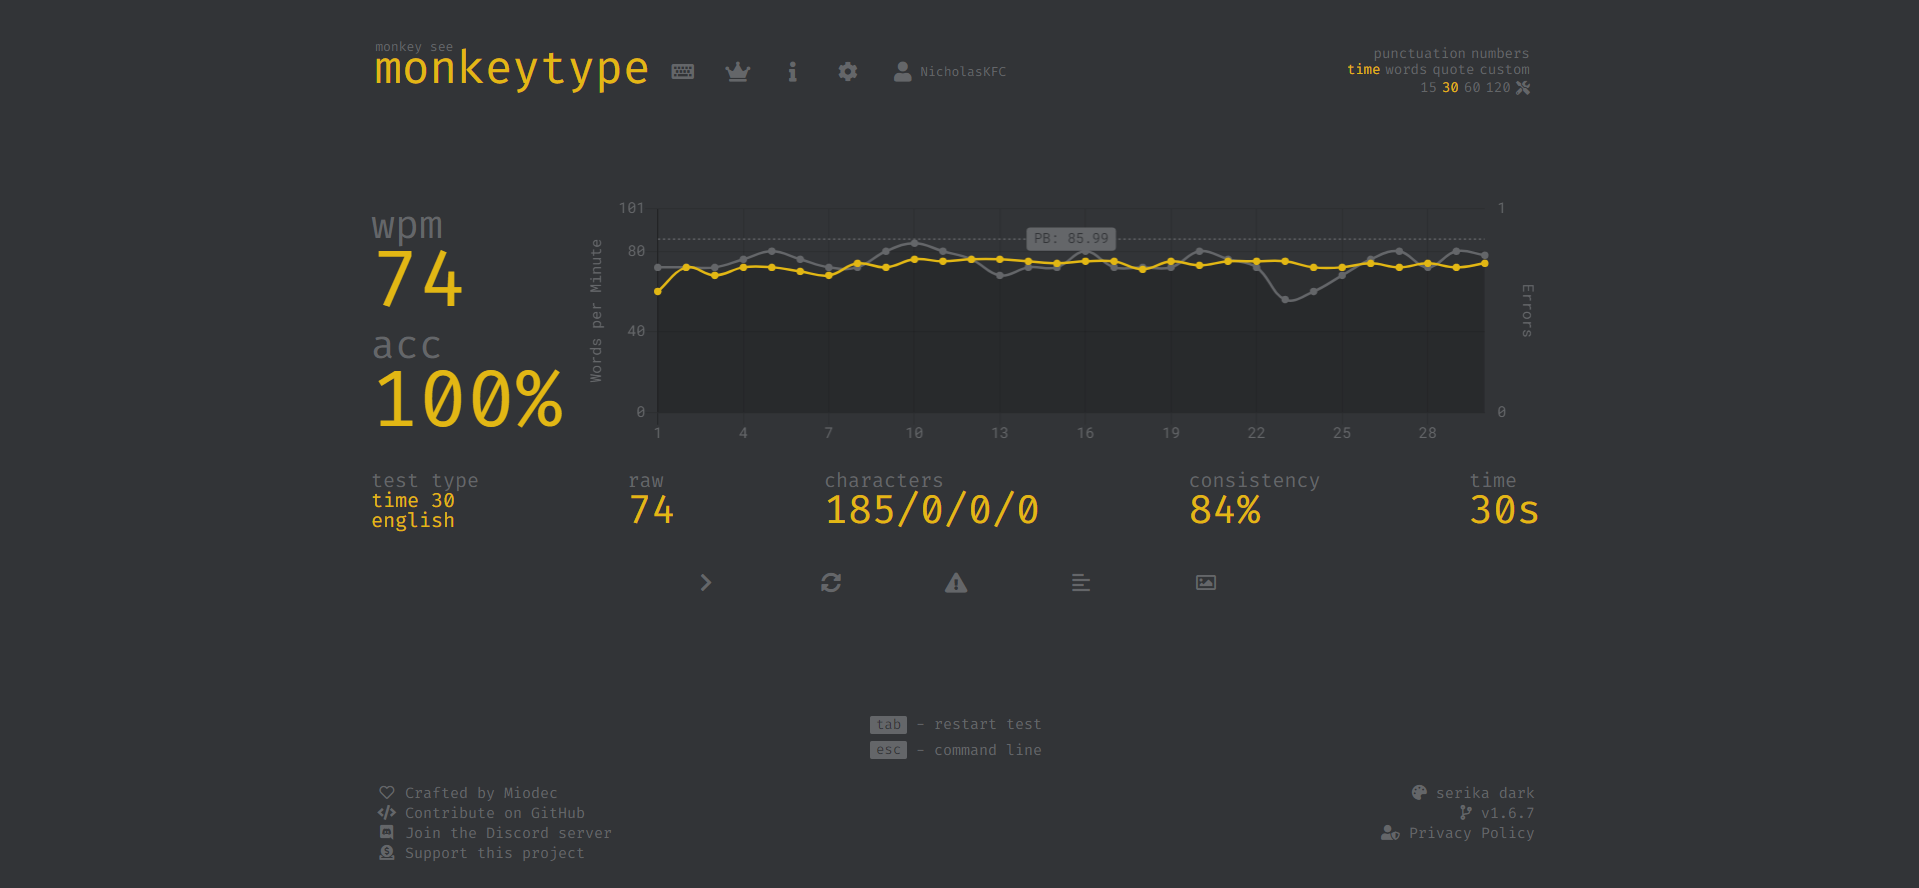 monkey see
monkeytype
NicholasKFC
punctuation numbers
time words quote custom
15 30 60 120
wpm
74
acc
100%
Words per Minute
101
80
40
0
PB: 85.99
1
0
Errors
1 4 7 10 13 16 19 22 25 28
test type
time 30
english
raw
74
characters
185/0/0/0
consistency
84%
time
30s
tab - restart test
esc - command line
Crafted by Miodec
Contribute on GitHub
Join the Discord server
Support this project
serika dark
v1.6.7
Privacy Policy